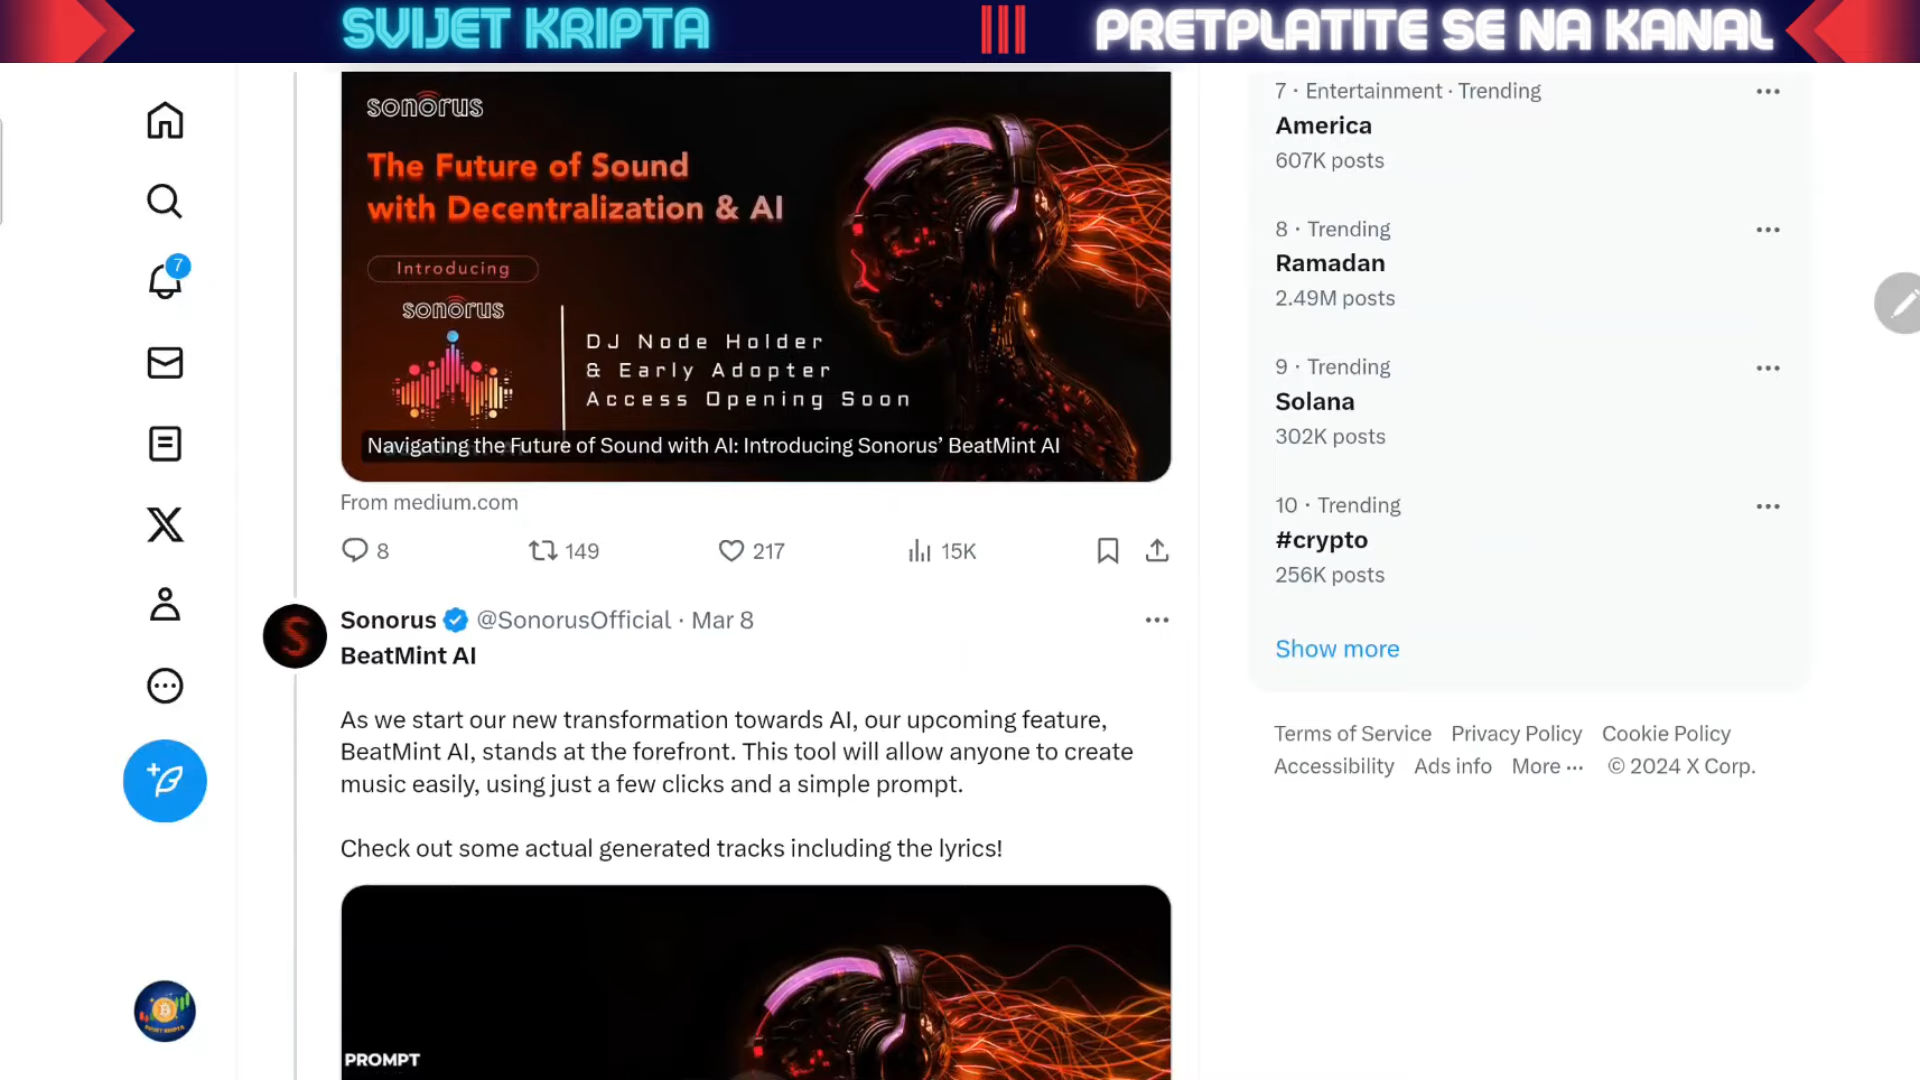 SVIJET KRIPTA
PRETPLATITE SE NA KANAL
sonorus
The Future of Sound
with Decentralization & AI
Introducing
sonorus
DJ Node Holder
& Early Adopter
Access Opening Soon
Navigating the Future of Sound with AI: Introducing Sonorus’ BeatMint AI
From medium.com
8
149
217
15K
Sonorus @SonorusOfficial · Mar 8
BeatMint AI
As we start our new transformation towards AI, our upcoming feature,
BeatMint AI, stands at the forefront. This tool will allow anyone to create
music easily, using just a few clicks and a simple prompt.
Check out some actual generated tracks including the lyrics!
PROMPT
7
7 · Entertainment · Trending
America
607K posts
8 · Trending
Ramadan
2.49M posts
9 · Trending
Solana
302K posts
10 · Trending
#crypto
256K posts
Show more
Terms of Service Privacy Policy Cookie Policy
Accessibility Ads info More ··· © 2024 X Corp.